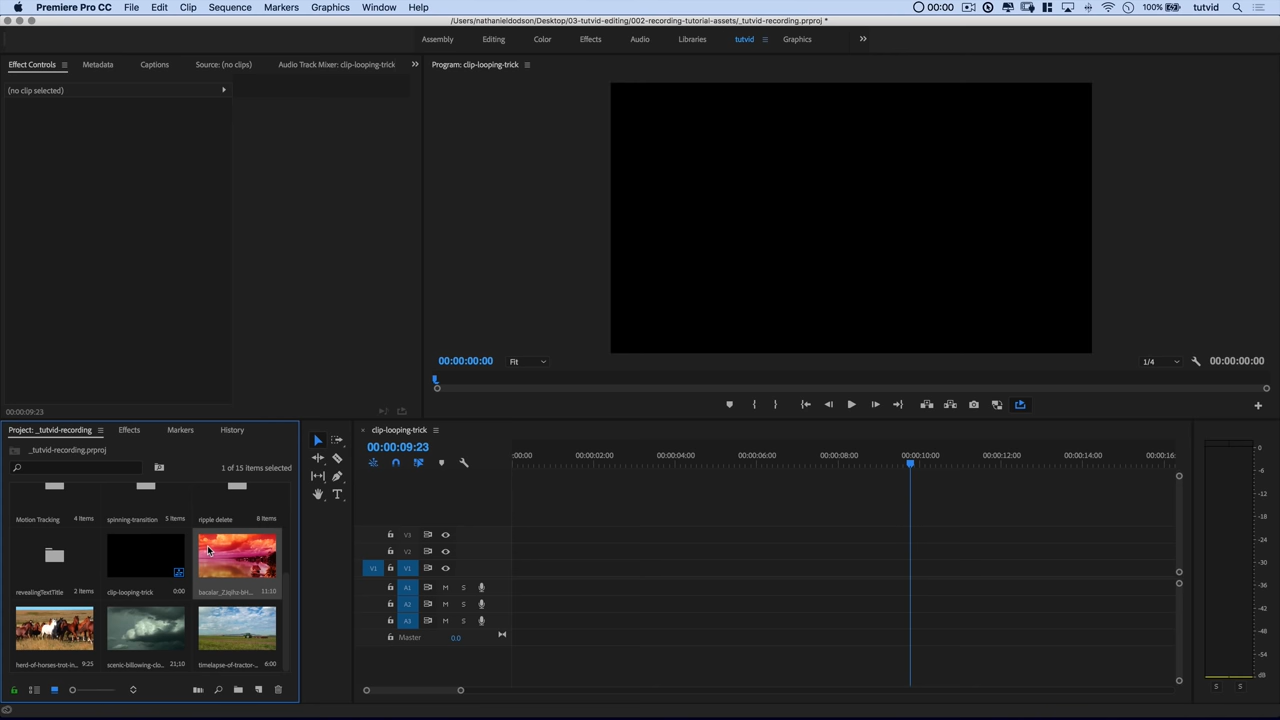 Premiere Pro CC File Edit Clip Sequence Markers Graphics Window Help 00:00 100% tutvid
/Users/nathanieldodson/Desktop/03-tutvid-editing/002-recording-tutorial-assets/_tutvid-recording.prproj *
Assembly Editing Color Effects Audio Libraries tutvid Graphics
Effect Controls Metadata Captions Source: (no clips) Audio Track Mixer: clip-looping-trick Program: clip-looping-trick
(no clip selected)
00:00:00:00 Fit 1/4 00:00:00:00
00:00:09:23
Project: _tutvid-recording Effects Markers History
_tutvid-recording.prproj
1 of 15 items selected
Motion Tracking 4 Items spinning-transition 5 Items ripple delete 8 Items
revealingTextTitle 2 Items clip-looping-trick 0:00 bacalar_ZJqihz-bH... 11:10
herd-of-horses-trot-in... 9:25 scenic-billowing-clo... 21;10 timelapse-of-tractor-... 6:00
clip-looping-trick
00:00:09:23
:00:00 00:00:02:00 00:00:04:00 00:00:06:00 00:00:08:00 00:00:10:00 00:00:12:00 00:00:14:00 00:00:16:
V3
V2
V1 V1
A1 M S
A2 M S
A3 M S
Master 0.0
0
-6
-12
-18
-24
-30
-36
-42
-48
-54
dB
S S